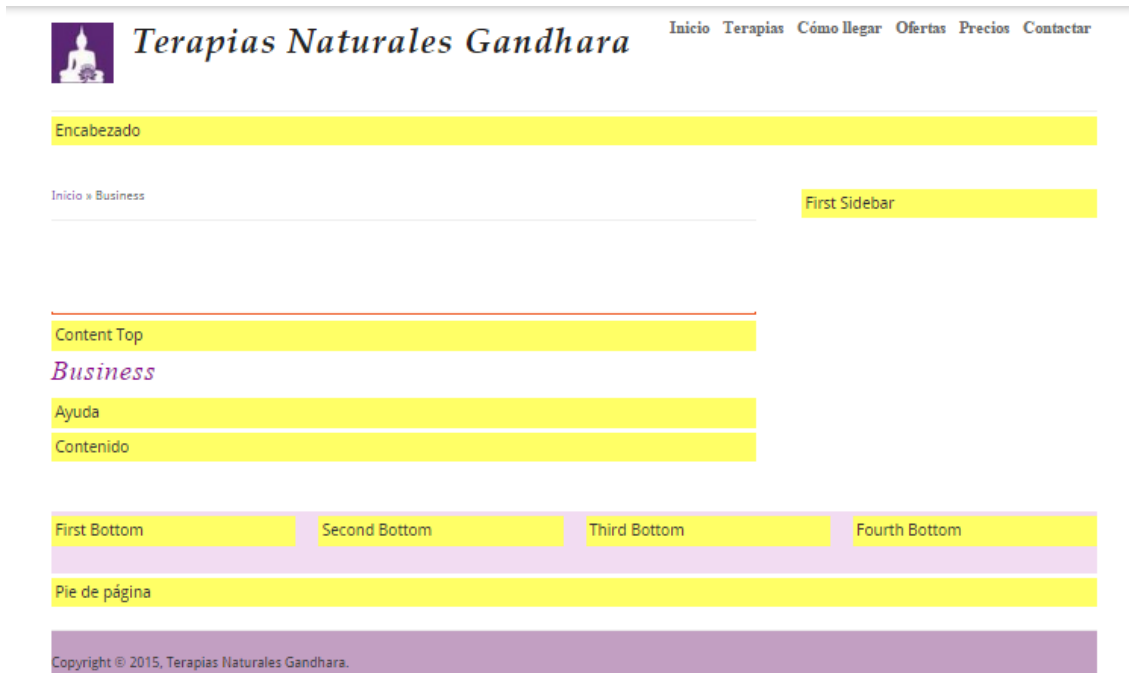 Terapias Naturales Gandhara
Inicio Terapias Cómo llegar Ofertas Precios Contactar
Encabezado
Inicio » Business
First Sidebar
Content Top
Business
Ayuda
Contenido
First Bottom Second Bottom Third Bottom Fourth Bottom
Pie de página
Copyright © 2015, Terapias Naturales Gandhara.